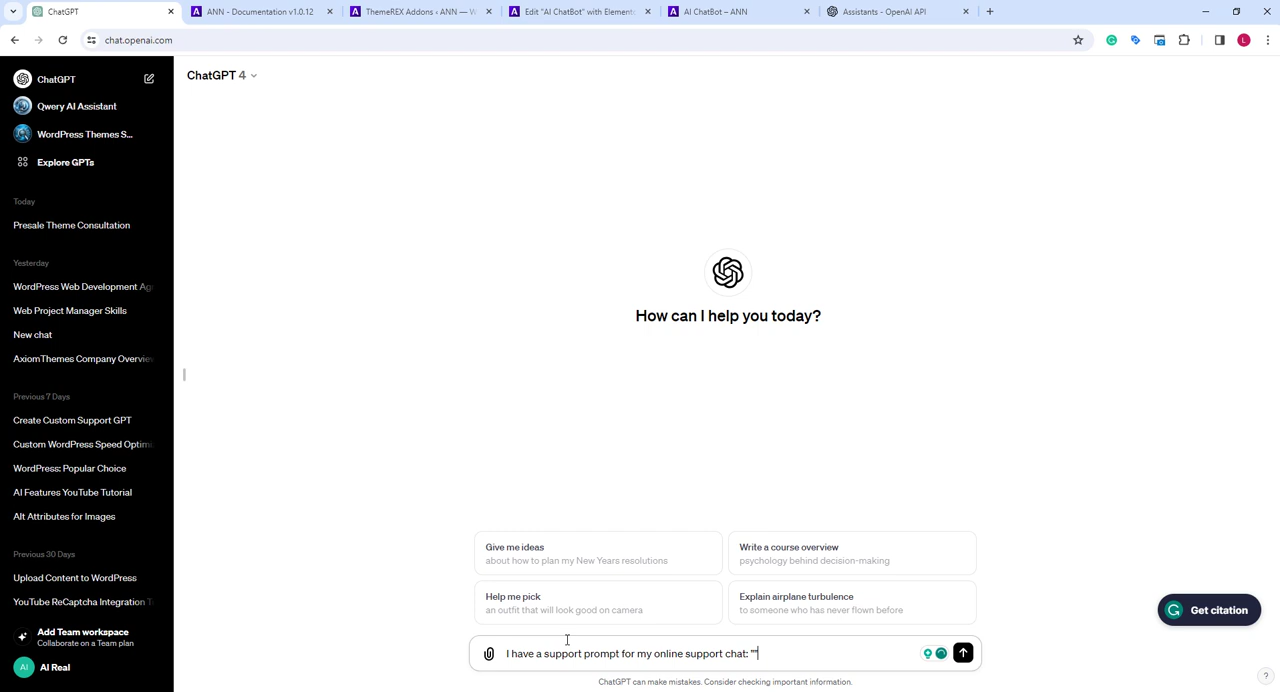 ChatGPT
ANN - Documentation v1.0.12
ThemeREX Addons ‹ ANN — W
Edit "AI ChatBot" with Elemento
AI ChatBot – ANN
Assistants - OpenAI API
chat.openai.com
L
ChatGPT
Qwery AI Assistant
WordPress Themes S...
Explore GPTs
Today
Presale Theme Consultation
Yesterday
WordPress Web Development Ag
Web Project Manager Skills
New chat
AxiomThemes Company Overvie
Previous 7 Days
Create Custom Support GPT
Custom WordPress Speed Optimi
WordPress: Popular Choice
AI Features YouTube Tutorial
Alt Attributes for Images
Previous 30 Days
Upload Content to WordPress
YouTube ReCaptcha Integration T
Add Team workspace
Collaborate on a Team plan
AI
AI Real
ChatGPT 4
How can I help you today?
Give me ideas
about how to plan my New Years resolutions
Write a course overview
psychology behind decision-making
Help me pick
an outfit that will look good on camera
Explain airplane turbulence
to someone who has never flown before
I have a support prompt for my online support chat: ""
ChatGPT can make mistakes. Consider checking important information.
Get citation
?